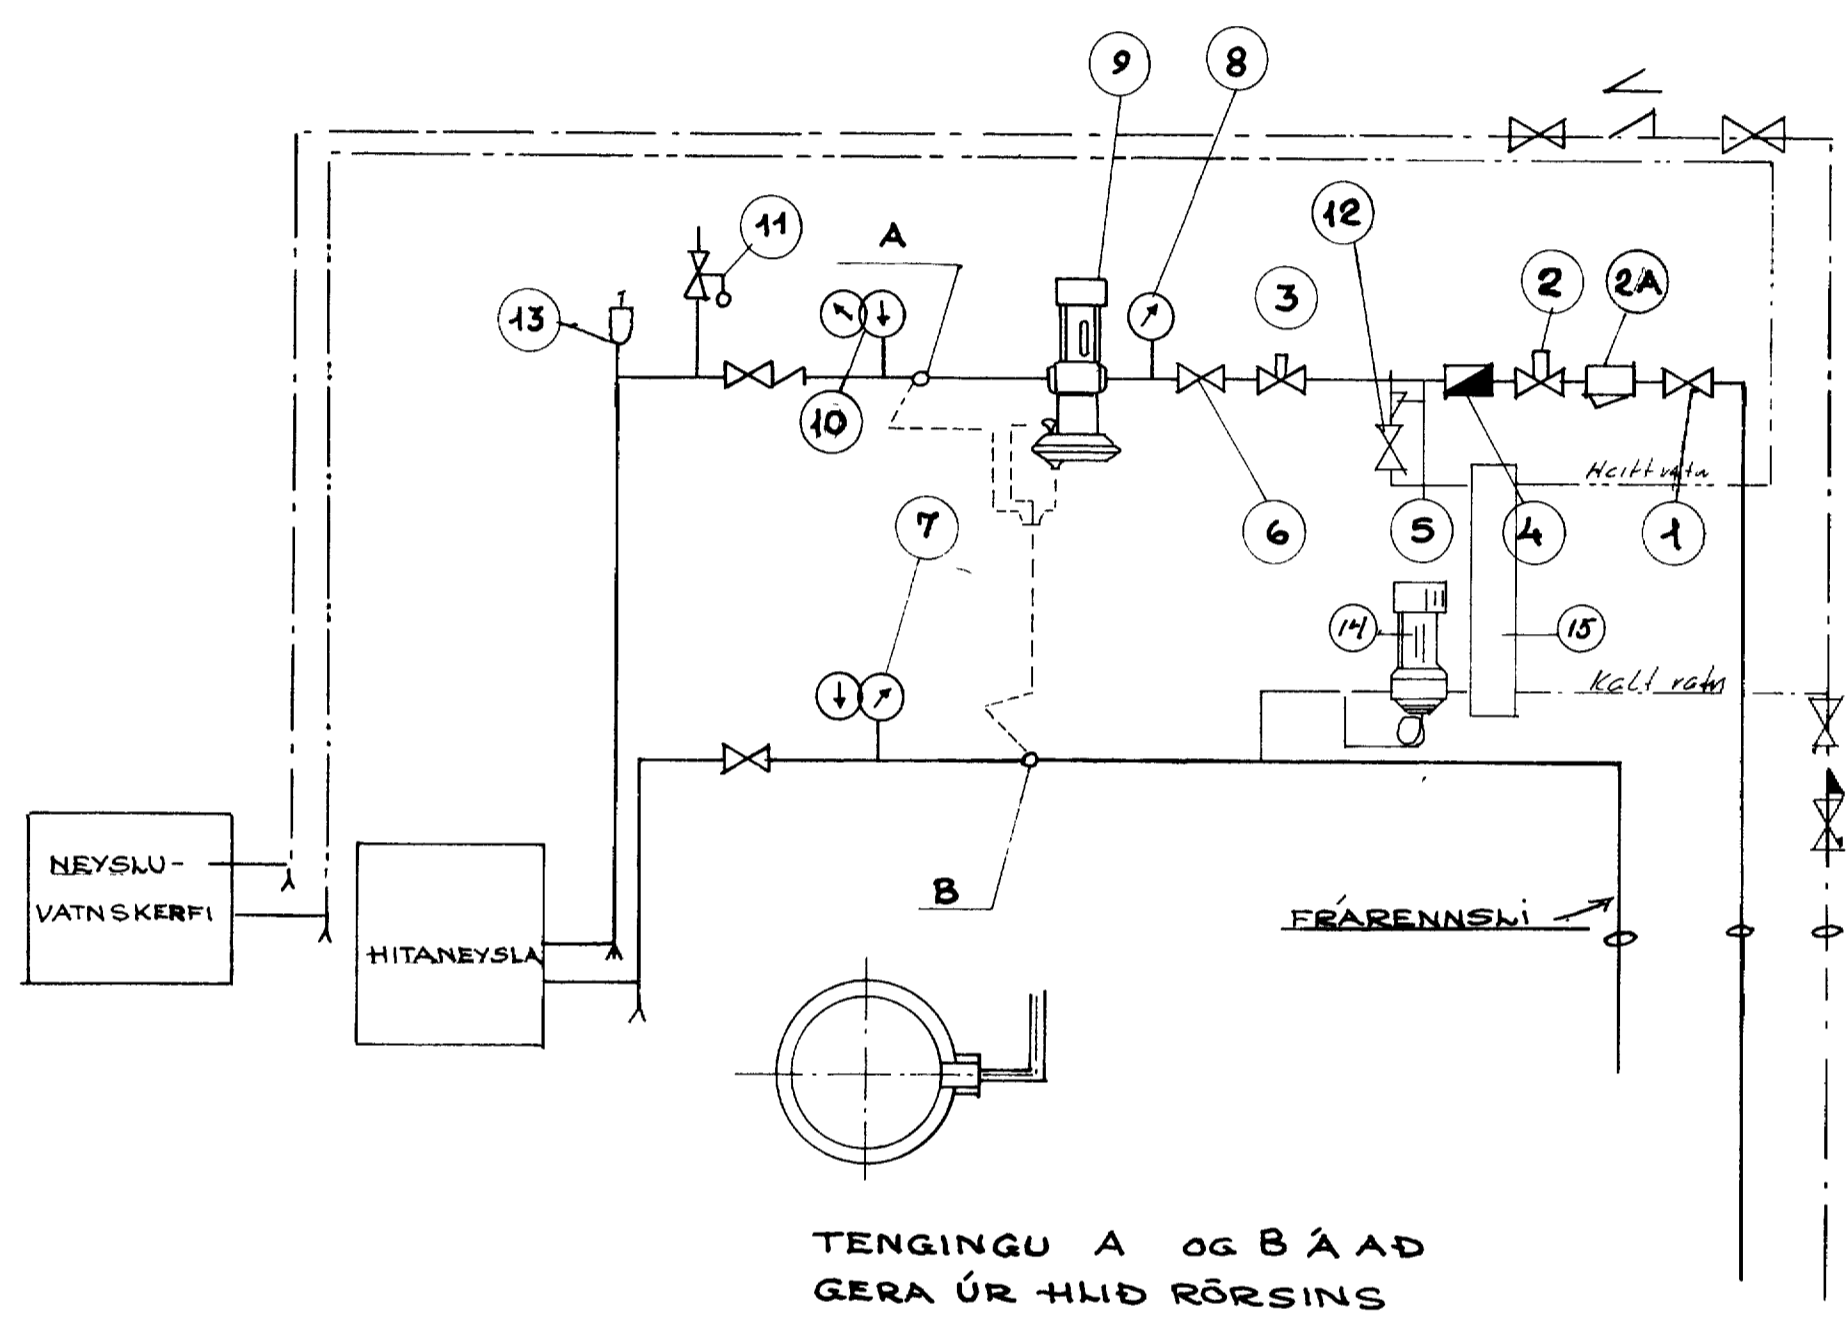 9
8
12
11
A
2
2A
3
13
10
Heitt vatn
7
6
5
4
1
14
15
Kalt vatn
NEYSLU-
VATNSKERFI
B
FRÁRENNSLI
HITANEYSLA
TENGINGU A OG B Á AÐ
GERA ÚR HLIÐ RÖRSINS